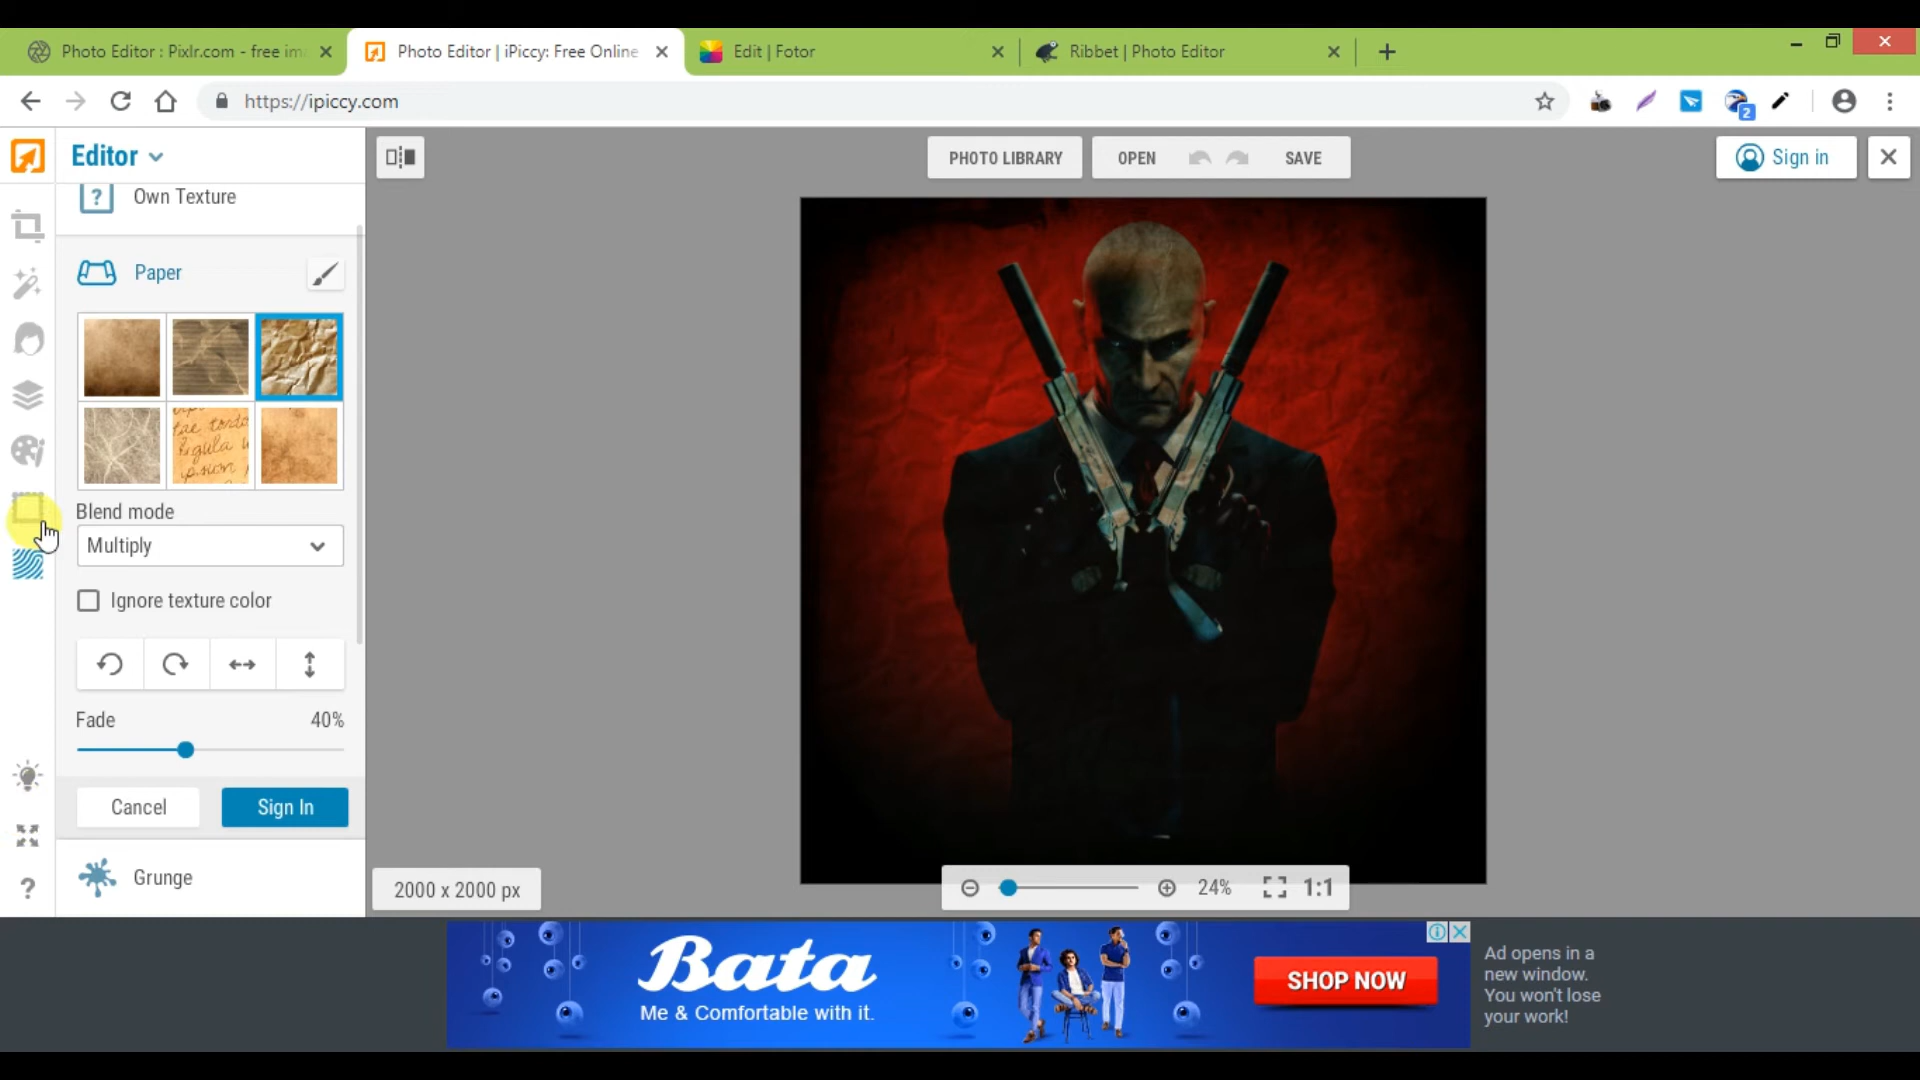 Photo Editor : Pixlr.com - free im
Photo Editor | iPiccy: Free Online
Edit | Fotor
Ribbet | Photo Editor
https://ipiccy.com
2
Editor
PHOTO LIBRARY
OPEN
SAVE
Sign in
Own Texture
Paper
Blend mode
Multiply
Ignore texture color
Fade
40%
Cancel
Sign In
Grunge
2000 x 2000 px
24%
1:1
Bata
Me & Comfortable with it.
SHOP NOW
Ad opens in a
new window.
You won't lose
your work!